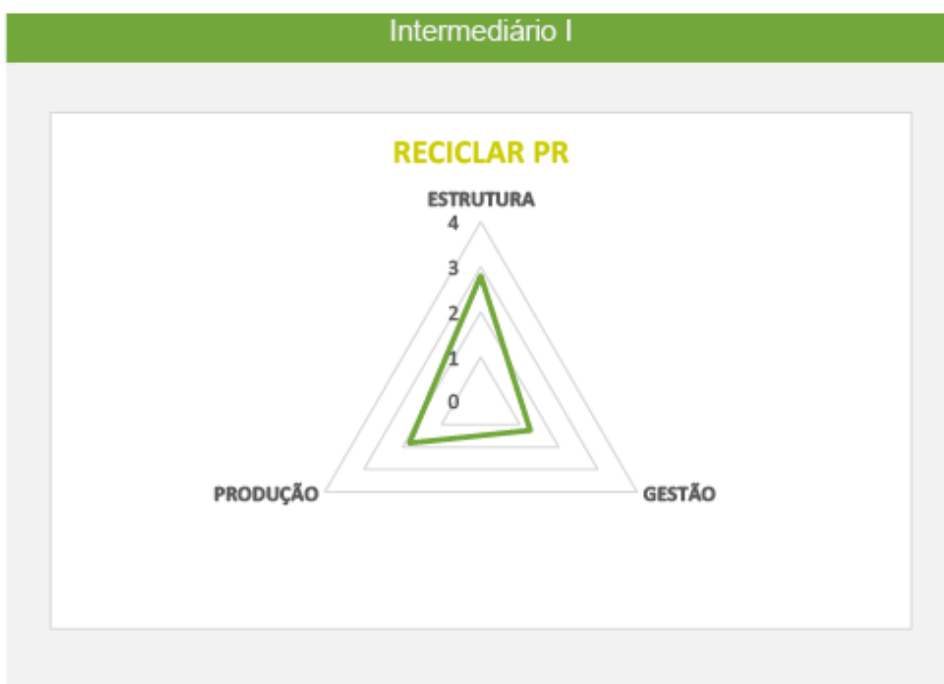 Intermediário I
RECICLAR PR
ESTRUTURA
4
3
2
1
0
PRODUÇÃO
GESTÃO